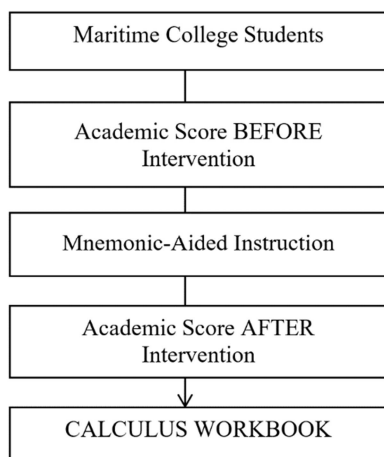 Maritime College Students
Academic Score BEFORE
Intervention
Mnemonic-Aided Instruction
Academic Score AFTER
Intervention
CALCULUS WORKBOOK